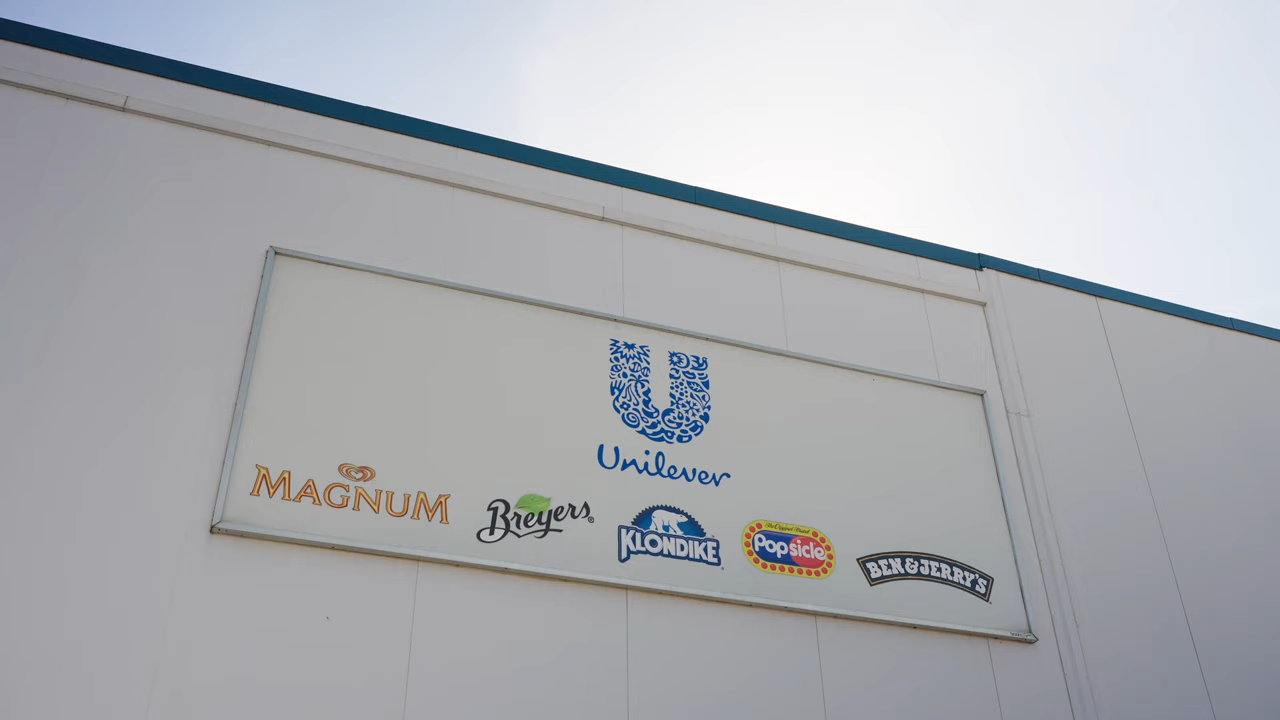 Unilever
MAGNUM
Breyers®
KLONDIKE
The Original Brand
Popsicle
BEN & JERRY'S